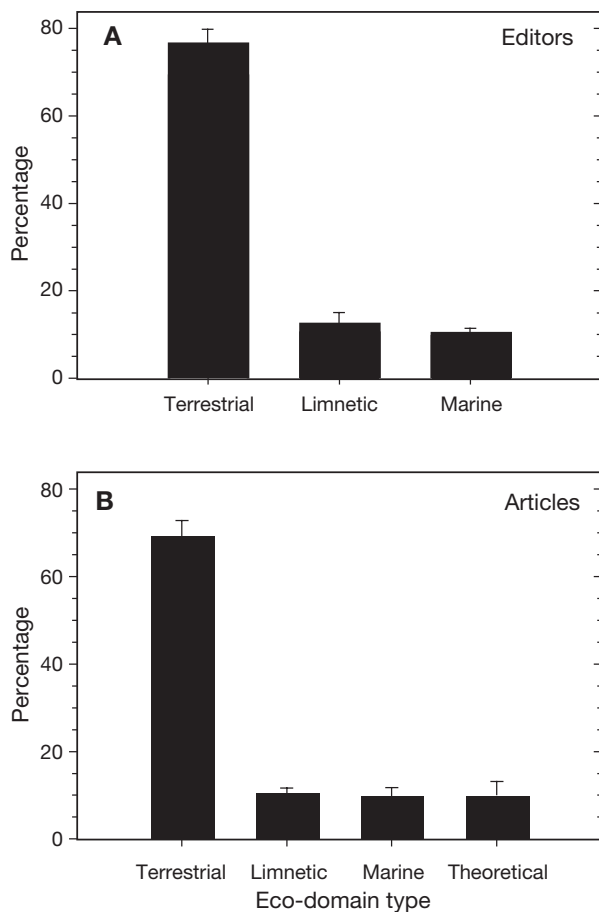 A
Editors
80
60
40
20
0
Percentage
Terrestrial Limnetic Marine
B
Articles
80
60
40
20
0
Percentage
Terrestrial Limnetic Marine Theoretical
Eco-domain type